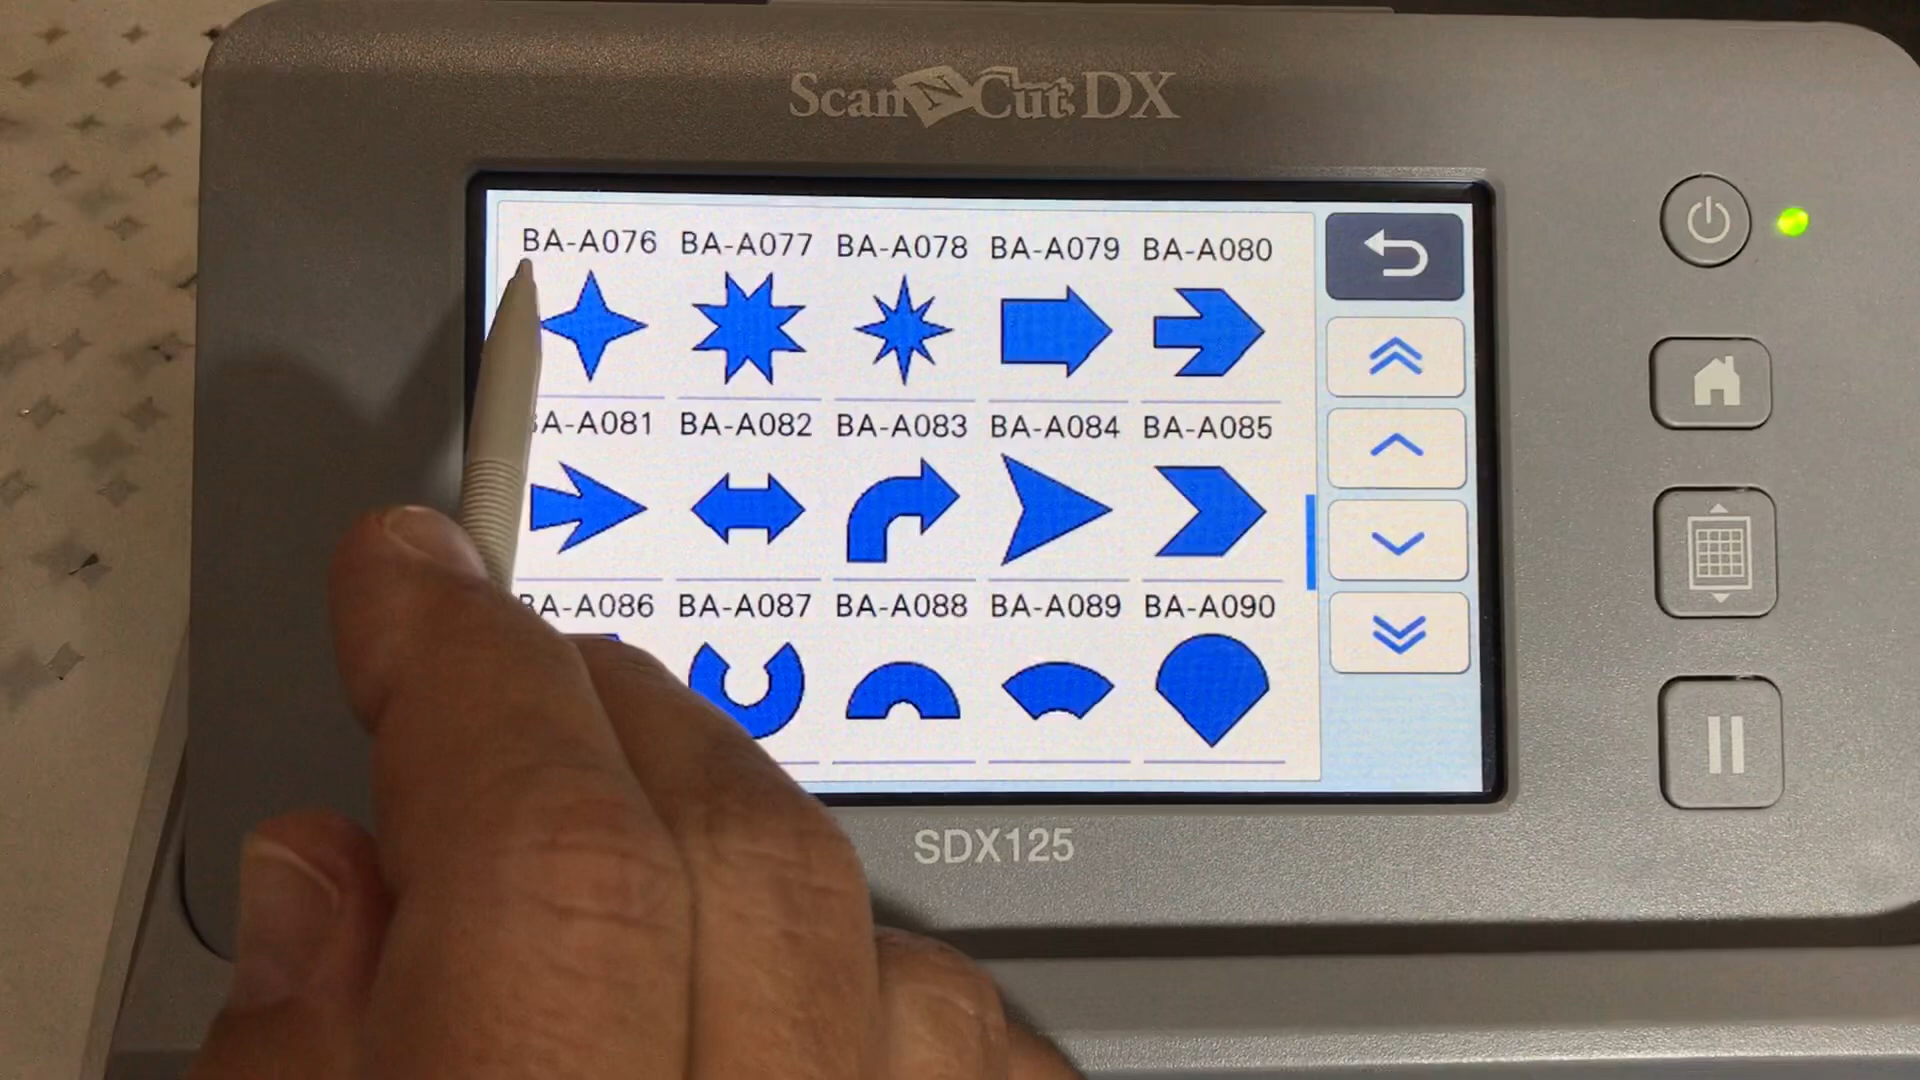 ScanNCut DX
BA-A076 BA-A077 BA-A078 BA-A079 BA-A080
BA-A081 BA-A082 BA-A083 BA-A084 BA-A085
BA-A086 BA-A087 BA-A088 BA-A089 BA-A090
SDX125